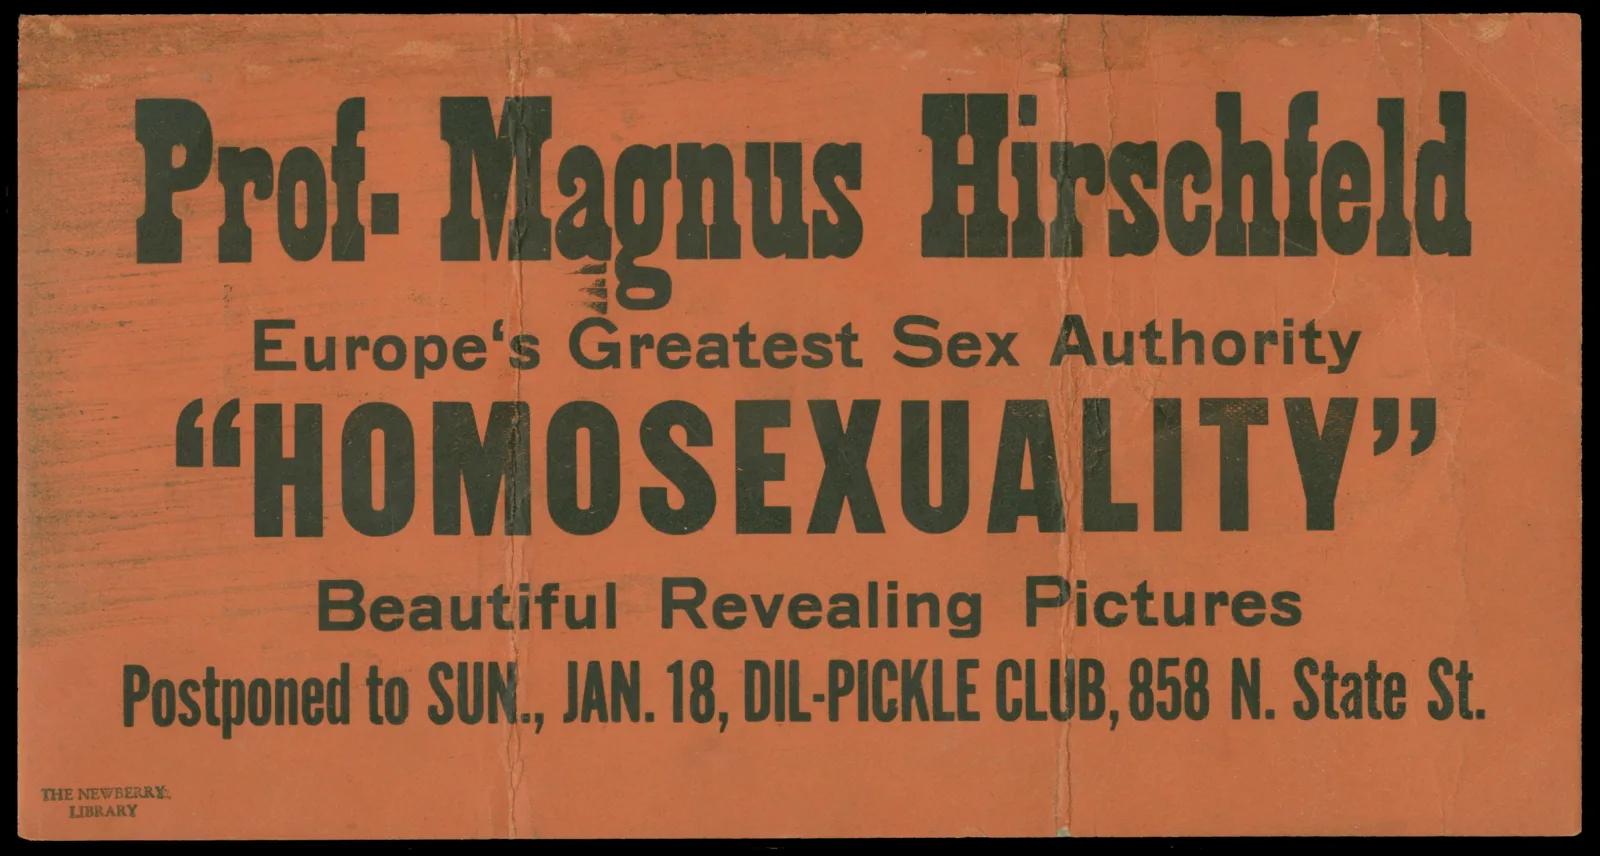 Prof. Magnus Hirschfeld
Europe‘s Greatest Sex Authority
“HOMOSEXUALITY”
Beautiful Revealing Pictures
Postponed to SUN., JAN. 18, DIL-PICKLE CLUB, 858 N. State St.
THE NEWBERRY
LIBRARY